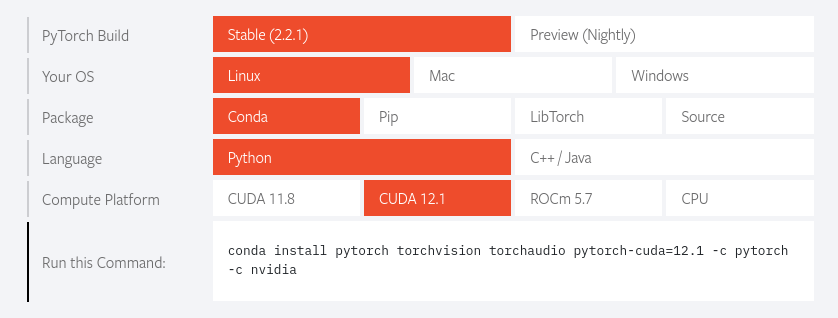 PyTorch Build Stable (2.2.1) Preview (Nightly)
Your OS Linux Mac Windows
Package Conda Pip LibTorch Source
Language Python C++ / Java
Compute Platform CUDA 11.8 CUDA 12.1 ROCm 5.7 CPU
Run this Command: conda install pytorch torchvision torchaudio pytorch-cuda=12.1 -c pytorch
-c nvidia